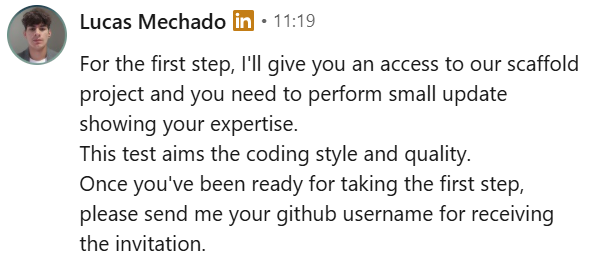 Lucas Mechado in • 11:19
For the first step, I'll give you an access to our scaffold
project and you need to perform small update
showing your expertise.
This test aims the coding style and quality.
Once you've been ready for taking the first step,
please send me your github username for receiving
the invitation.